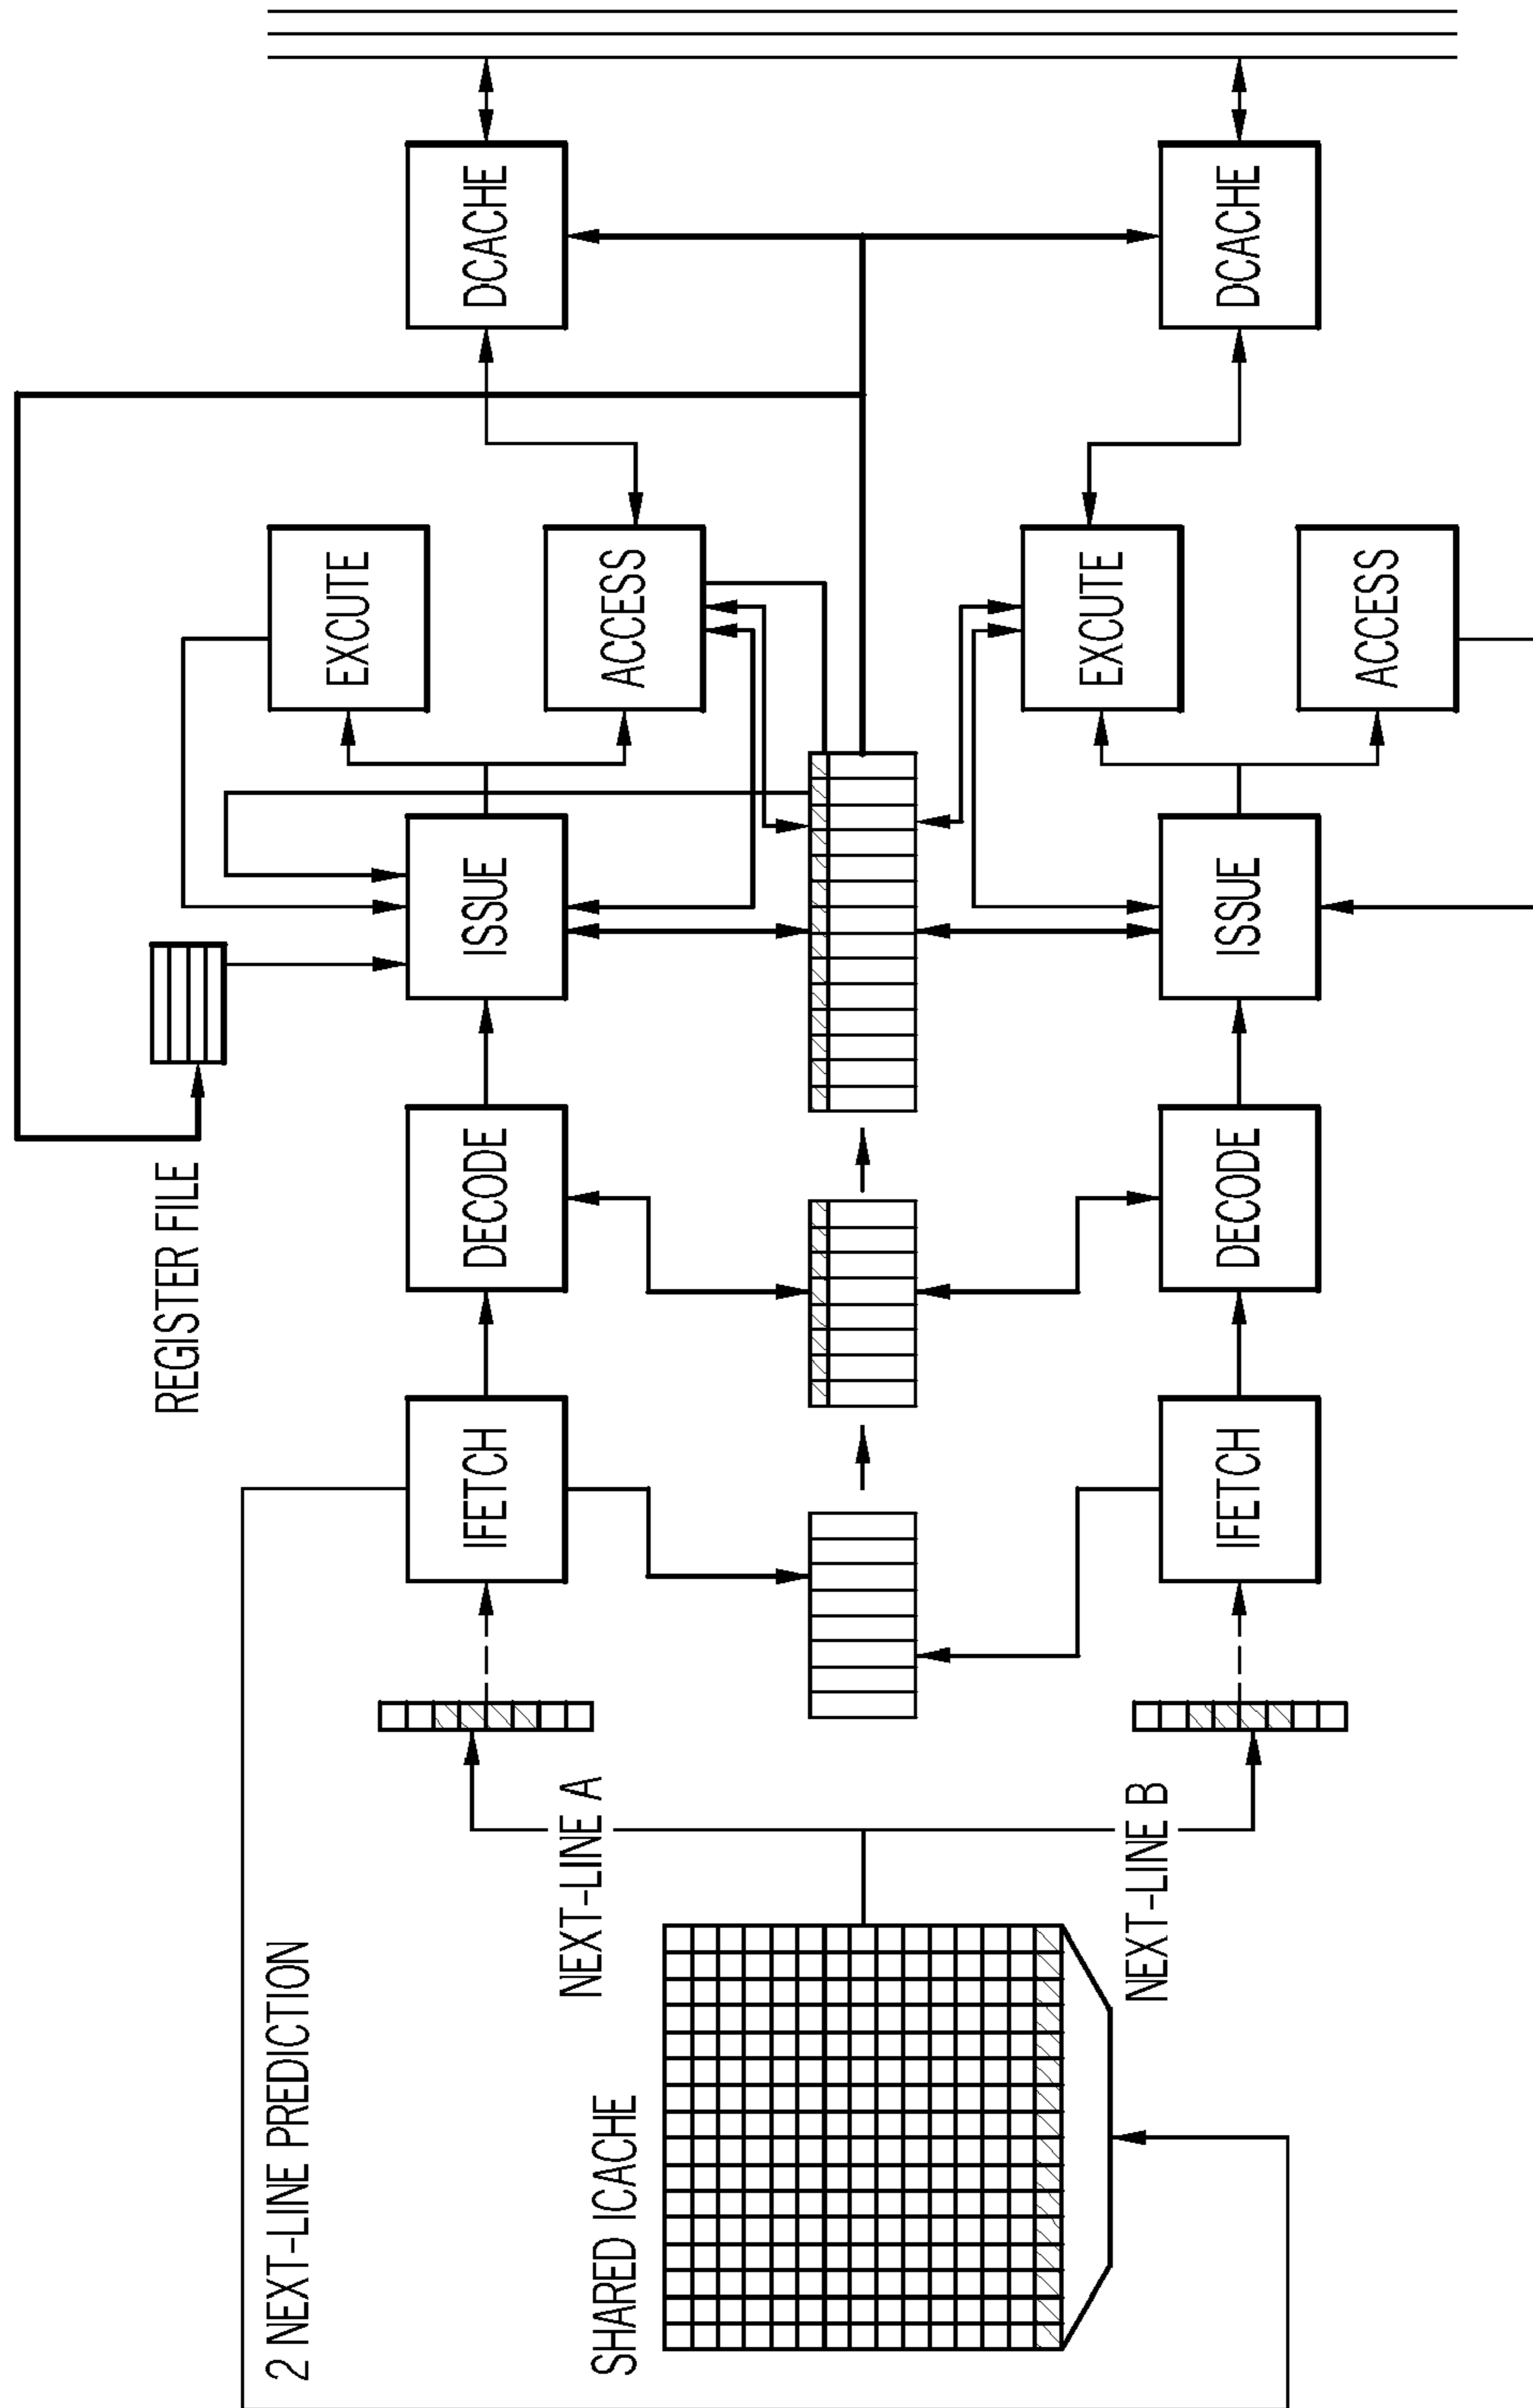 REGISTER FILE
2 NEXT-LINE PREDICTION
EXCUTE
IFETCH
DECODE
ISSUE
DCACHE
NEXT-LINE A
SHARED ICACHE
ACCESS
EXCUTE
NEXT-LINE B
IFETCH
DECODE
ISSUE
DCACHE
ACCESS